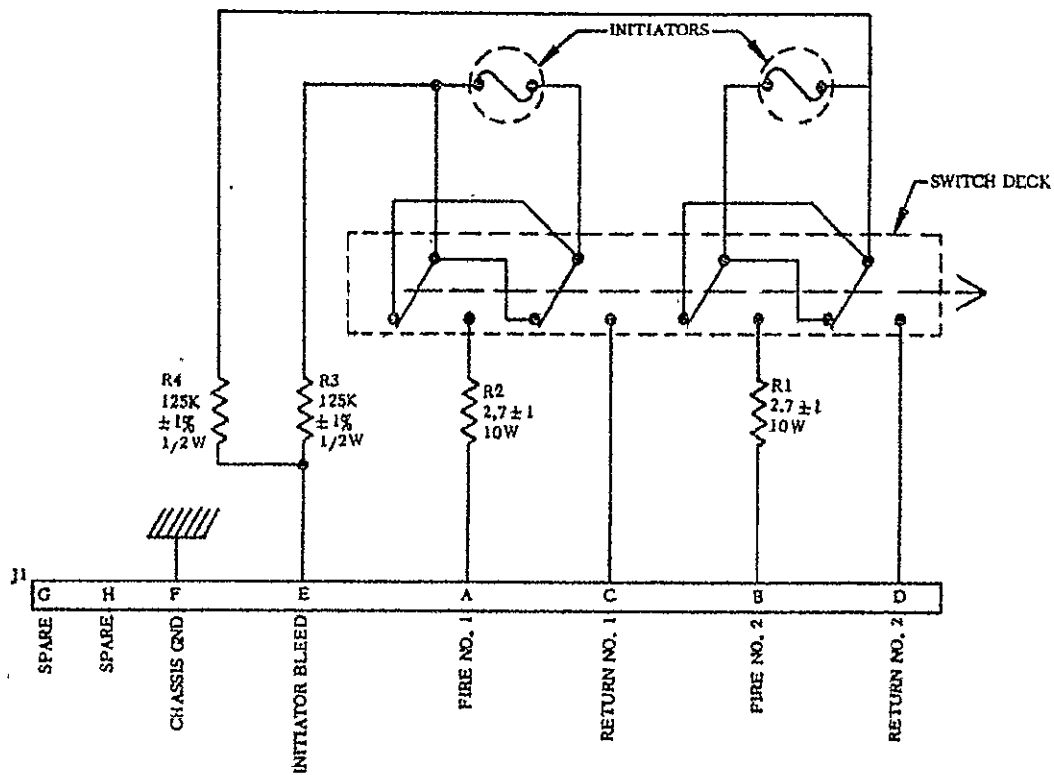 INITIATORS
SWITCH DECK
R4
125K
±1%
1/2W
R3
125K
±1%
1/2W
R2
2,7 ± 1
10W
R1
2.7 ± 1
10W
J1
G H F E A C B D
SPARE
SPARE
CHASSIS GND
INITIATOR BLEED
FIRE NO. 1
RETURN NO. 1
FIRE NO. 2
RETURN NO. 2